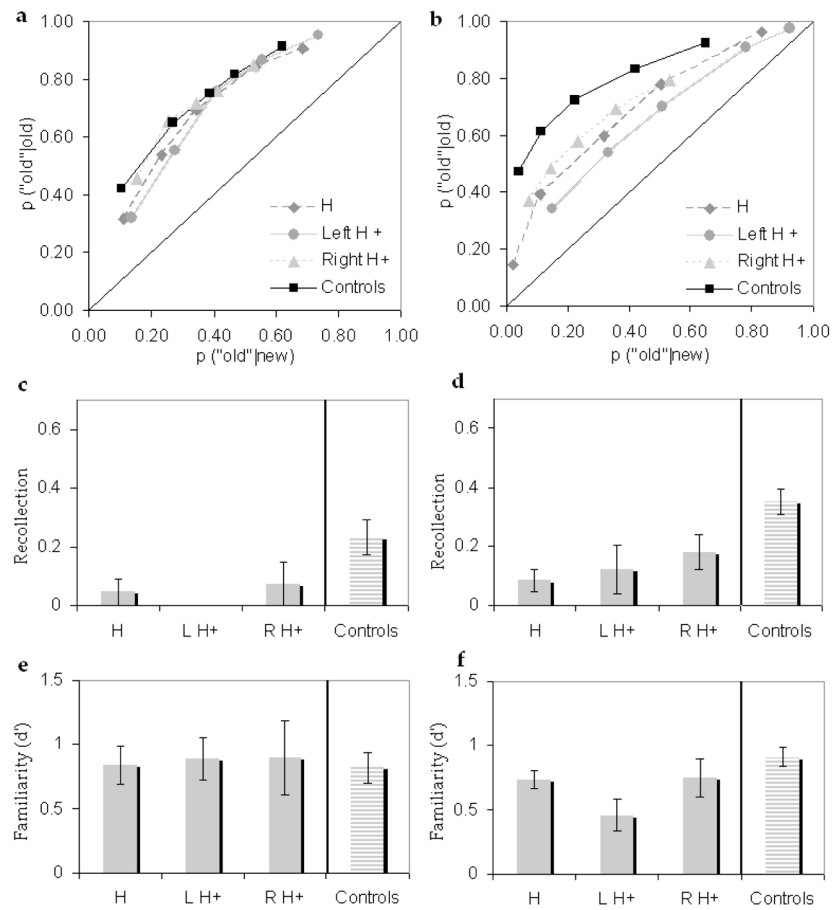 a
1.00
0.80
0.60
0.40
0.20
0.00
p ("old"|old)
H
Left H +
Right H+
Controls
0.00 0.20 0.40 0.60 0.80 1.00
p ("old"|new)
b
1.00
0.80
0.60
0.40
0.20
0.00
p ("old"|old)
H
Left H +
Right H+
Controls
0.00 0.20 0.40 0.60 0.80 1.00
p ("old"|new)
c
0.6
0.4
0.2
0
Recollection
H L H+ R H+ Controls
d
0.6
0.4
0.2
0
Recollection
H L H+ R H+ Controls
e
1.5
1
0.5
0
Familiarity (d')
H L H+ R H+ Controls
f
1.5
1
0.5
0
Familiarity (d')
H L H+ R H+ Controls